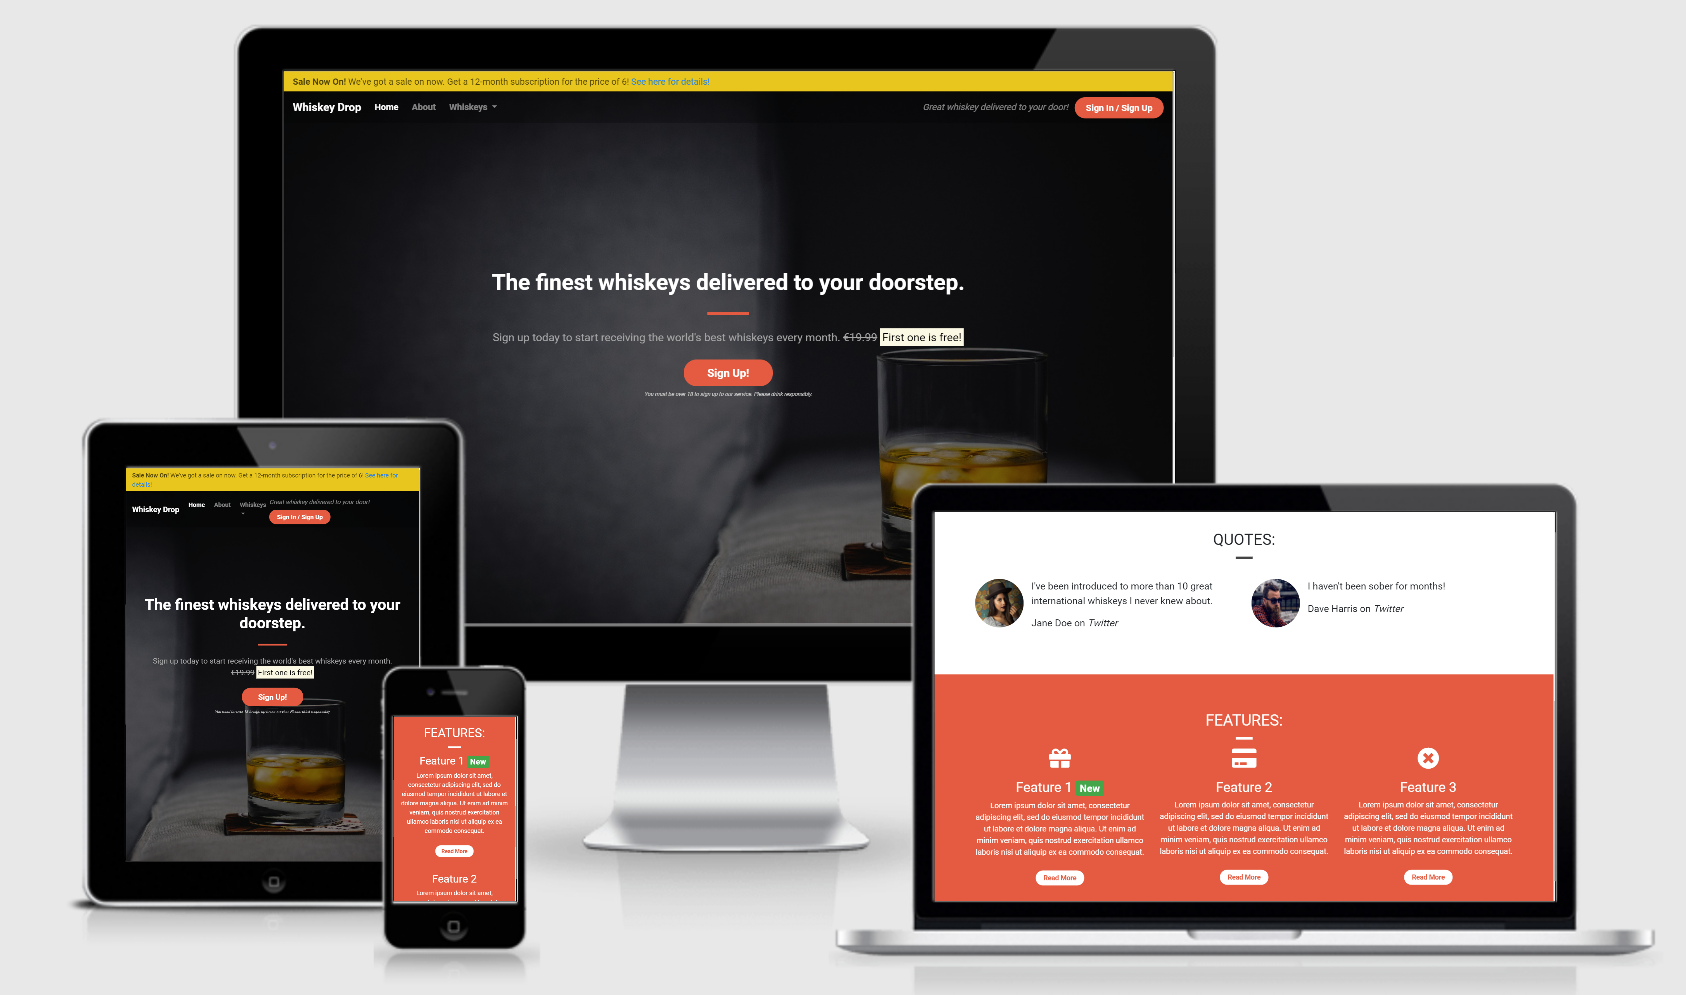 Sale Now On! We've got a sale on now. Get a 12-month subscription for the price of 6! See here for details!
Whiskey Drop Home About Whiskeys
Great whiskey delivered to your door! Sign In / Sign Up
The finest whiskeys delivered to your doorstep.
Sign up today to start receiving the world's best whiskeys every month. €19.99 First one is free!
Sign Up!
You must be over 18 to sign up to our service. Please drink responsibly.
Sale Now On! We've got a sale on now. Get a 12-month subscription for the price of 6! See here for
details!
Whiskey Drop Home About Whiskeys
Great whiskey delivered to your door!
Sign In / Sign Up
The finest whiskeys delivered to your
doorstep.
Sign up today to start receiving the world's best whiskeys every month.
€19.99 First one is free!
Sign Up!
FEATURES:
Feature 1 New
Lorem ipsum dolor sit amet,
consectetur adipiscing elit, sed do
eiusmod tempor incididunt ut labore et
dolore magna aliqua. Ut enim ad minim
veniam, quis nostrud exercitation
ullamco laboris nisi ut aliquip ex ea
commodo consequat.
Read More
Feature 2
Lorem ipsum dolor sit amet,
QUOTES:
I've been introduced to more than 10 great
international whiskeys I never knew about.
Jane Doe on Twitter
I haven't been sober for months!
Dave Harris on Twitter
FEATURES:
Feature 1 New
Lorem ipsum dolor sit amet, consectetur
adipiscing elit, sed do eiusmod tempor incididunt
ut labore et dolore magna aliqua. Ut enim ad
minim veniam, quis nostrud exercitation ullamco
laboris nisi ut aliquip ex ea commodo consequat.
Read More
Feature 2
Lorem ipsum dolor sit amet, consectetur
adipiscing elit, sed do eiusmod tempor incididunt
ut labore et dolore magna aliqua. Ut enim ad
minim veniam, quis nostrud exercitation ullamco
laboris nisi ut aliquip ex ea commodo consequat.
Read More
Feature 3
Lorem ipsum dolor sit amet, consectetur
adipiscing elit, sed do eiusmod tempor incididunt
ut labore et dolore magna aliqua. Ut enim ad
minim veniam, quis nostrud exercitation ullamco
laboris nisi ut aliquip ex ea commodo consequat.
Read More